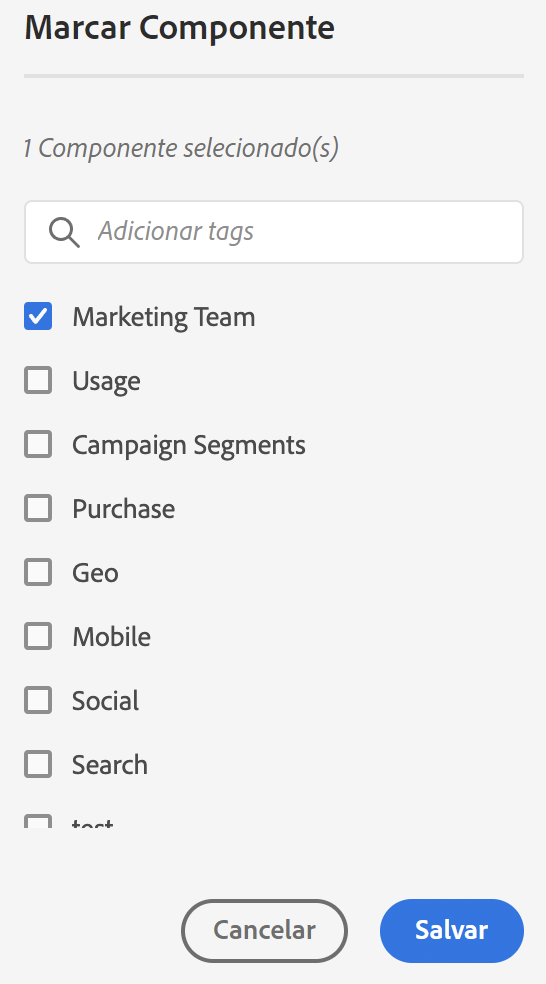 Marcar Componente
1 Componente selecionado(s)
Adicionar tags
Marketing Team
Usage
Campaign Segments
Purchase
Geo
Mobile
Social
Search
test
Cancelar
Salvar